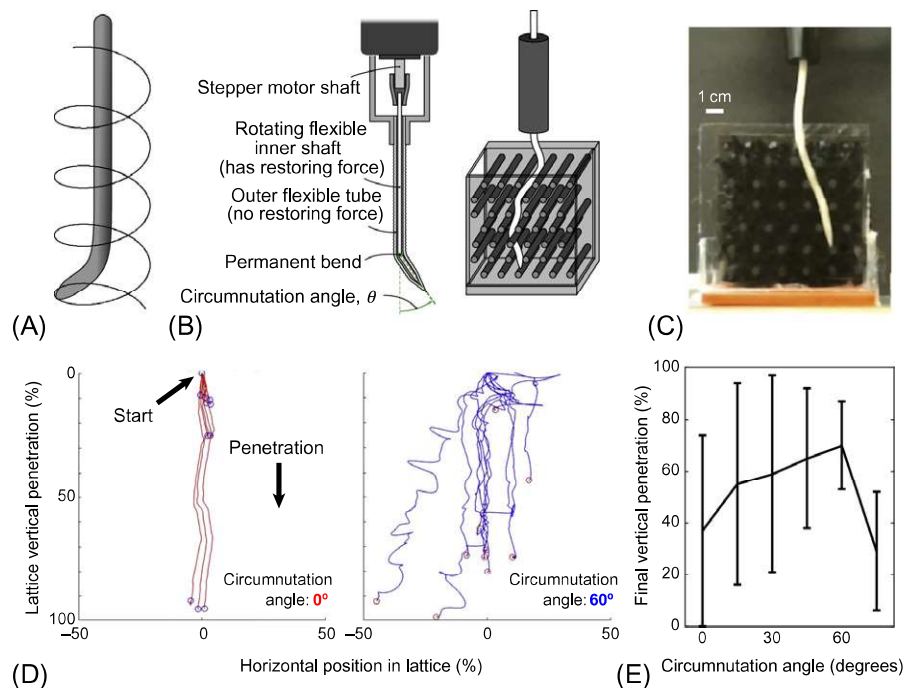 (A)
(B)
Stepper motor shaft
Rotating flexible
inner shaft
(has restoring force)
Outer flexible tube
(no restoring force)
Permanent bend
Circumnutation angle, θ
(C)
1 cm
(D)
Lattice vertical penetration (%)
0
50
100
Start
Penetration
Circumnutation
angle: 0º
Circumnutation
angle: 60º
–50
0
50
–50
0
50
Horizontal position in lattice (%)
(E)
Final vertical penetration (%)
100
80
60
40
20
0
0
30
60
Circumnutation angle (degrees)